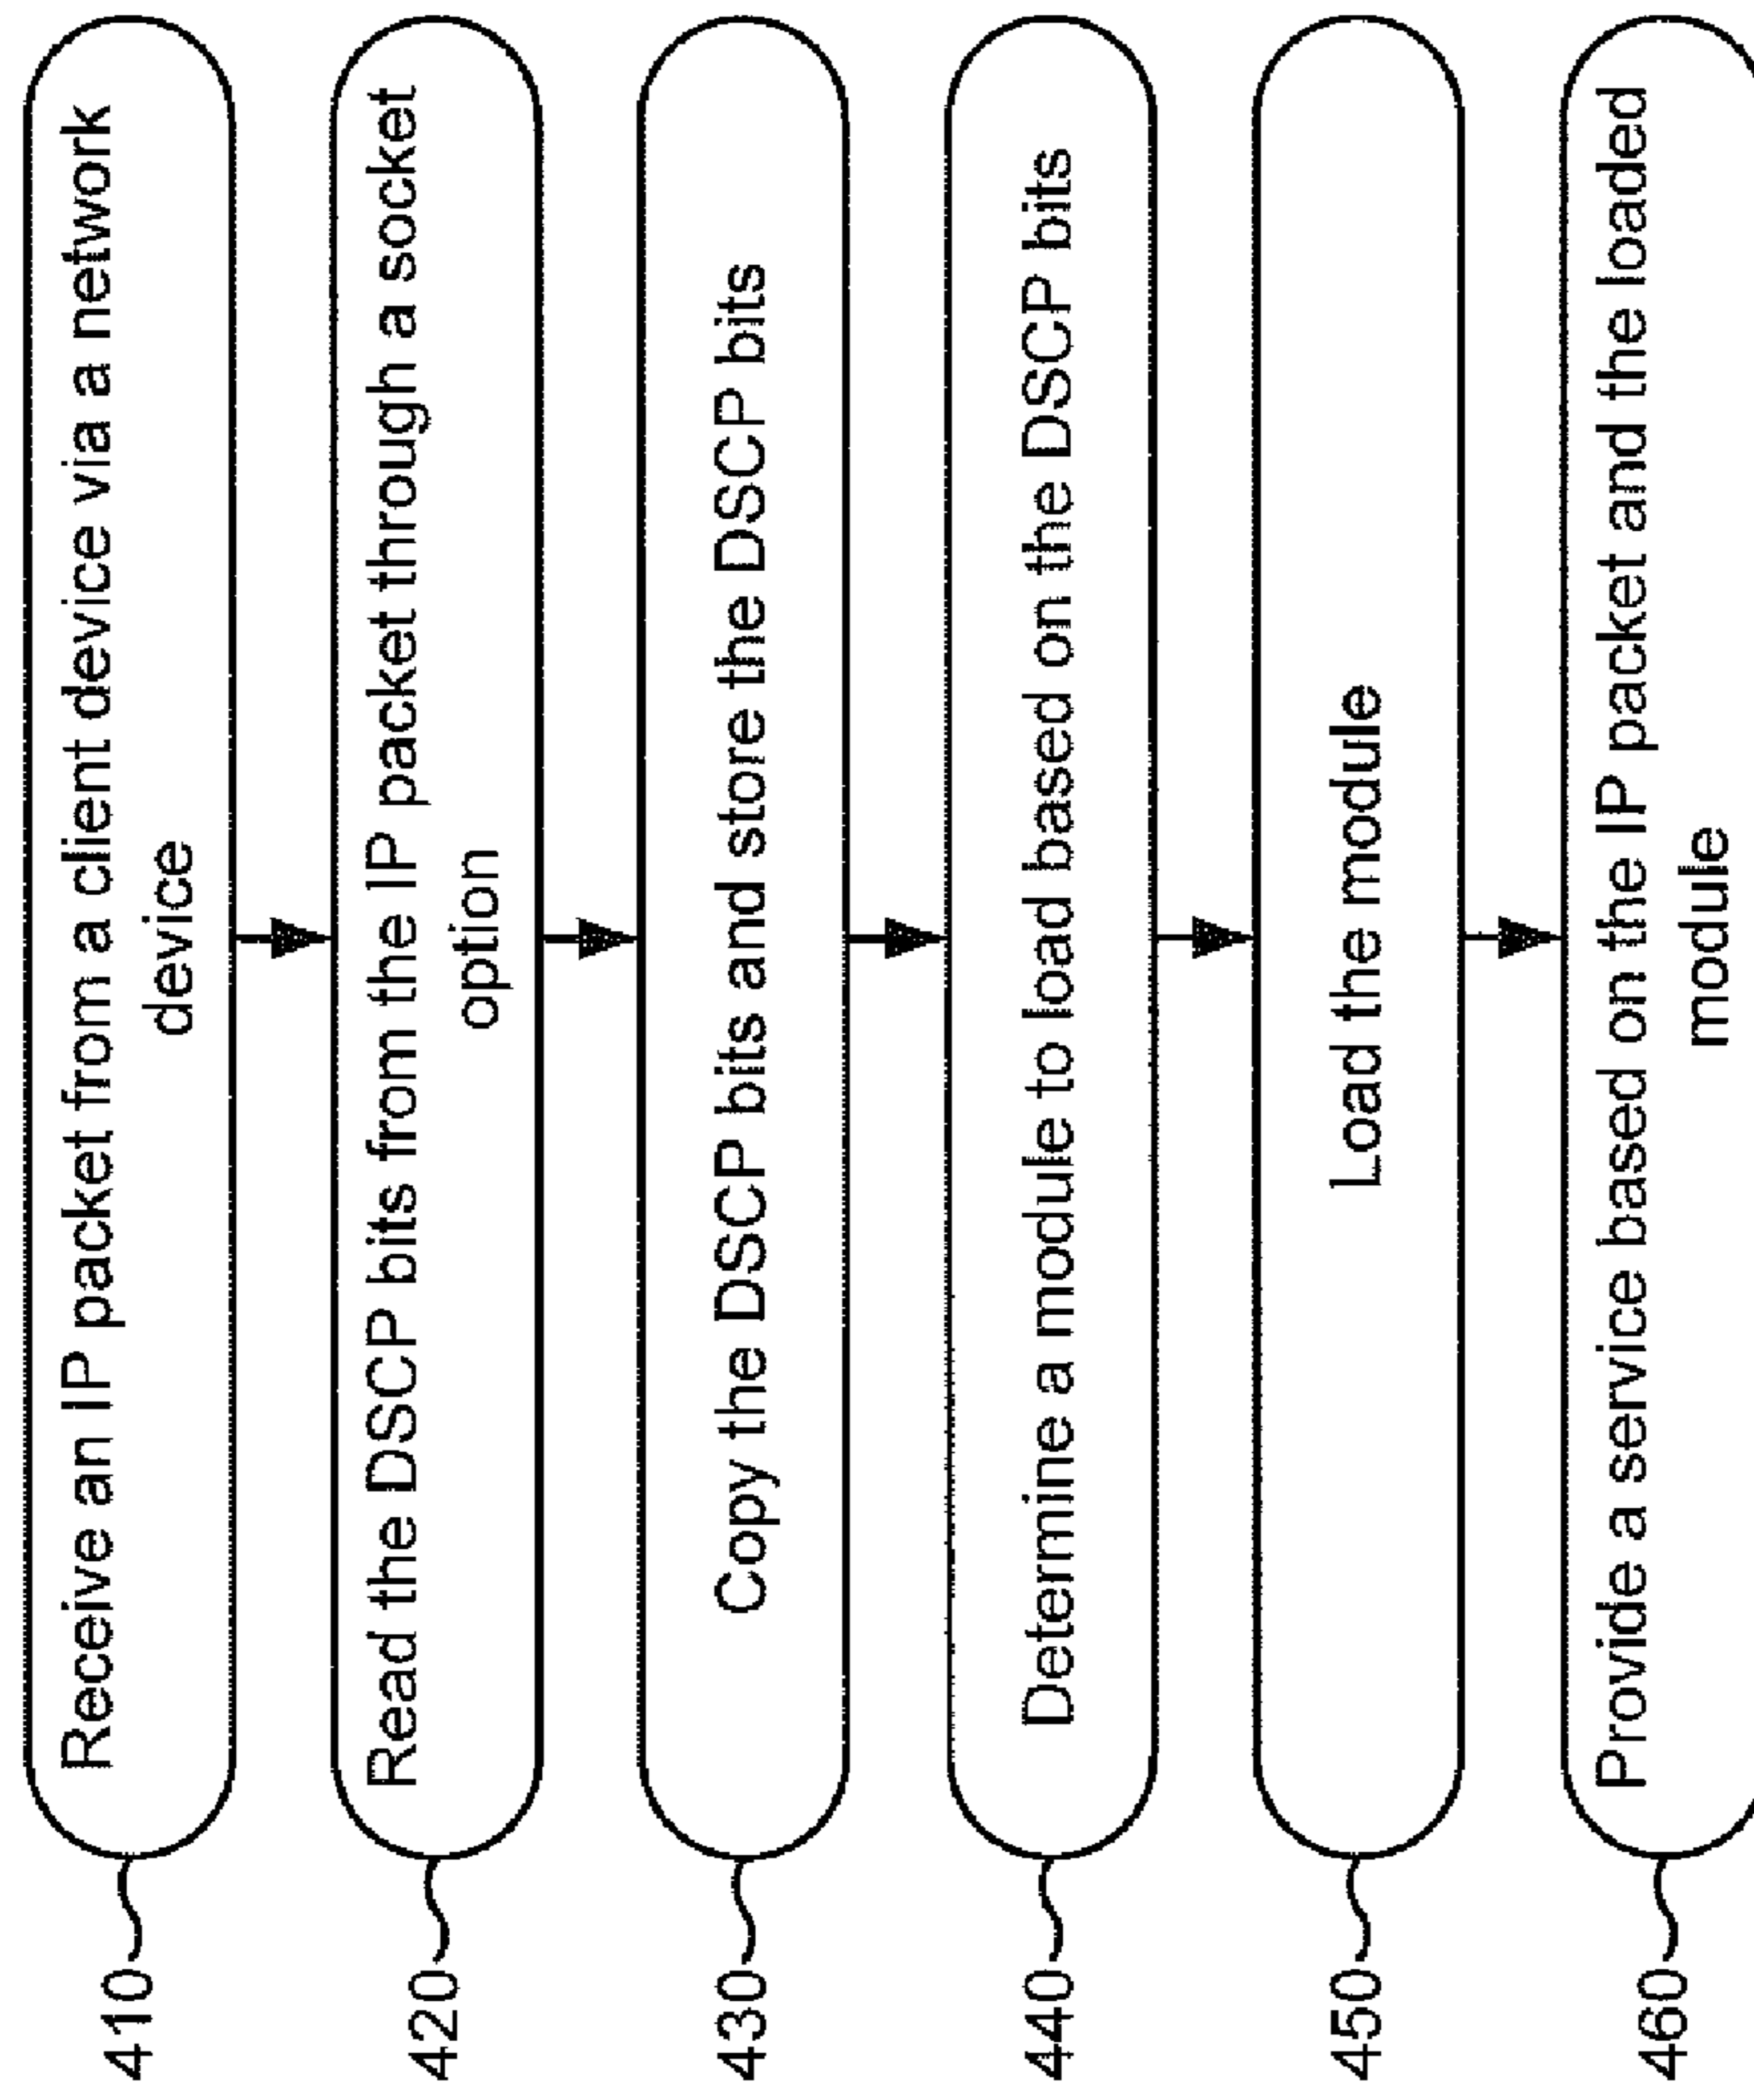 410
Receive an IP packet from a client device via a network
device
420
Read the DSCP bits from the IP packet through a socket
option
430
Copy the DSCP bits and store the DSCP bits
440
Determine a module to load based on the DSCP bits
450
Load the module
460
Provide a service based on the IP packet and the loaded
module